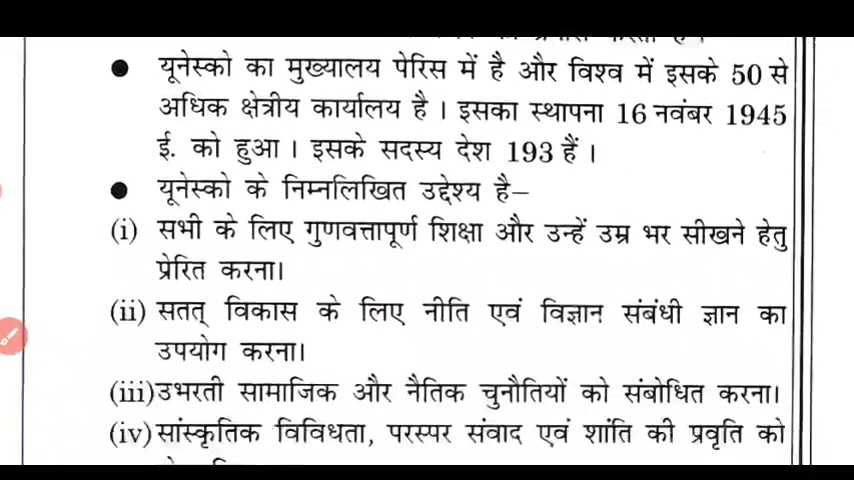 ● यूनेस्को का मुख्यालय पेरिस में है और विश्व में इसके 50 से
अधिक क्षेत्रीय कार्यालय है। इसका स्थापना 16 नवंबर 1945
ई. को हुआ। इसके सदस्य देश 193 हैं।
● यूनेस्को के निम्नलिखित उद्देश्य है–
(i) सभी के लिए गुणवत्तापूर्ण शिक्षा और उन्हें उम्र भर सीखने हेतु
प्रेरित करना।
(ii) सतत् विकास के लिए नीति एवं विज्ञान संबंधी ज्ञान का
उपयोग करना।
(iii) उभरती सामाजिक और नैतिक चुनौतियों को संबोधित करना।
(iv) सांस्कृतिक विविधता, परस्पर संवाद एवं शांति की प्रवृति को